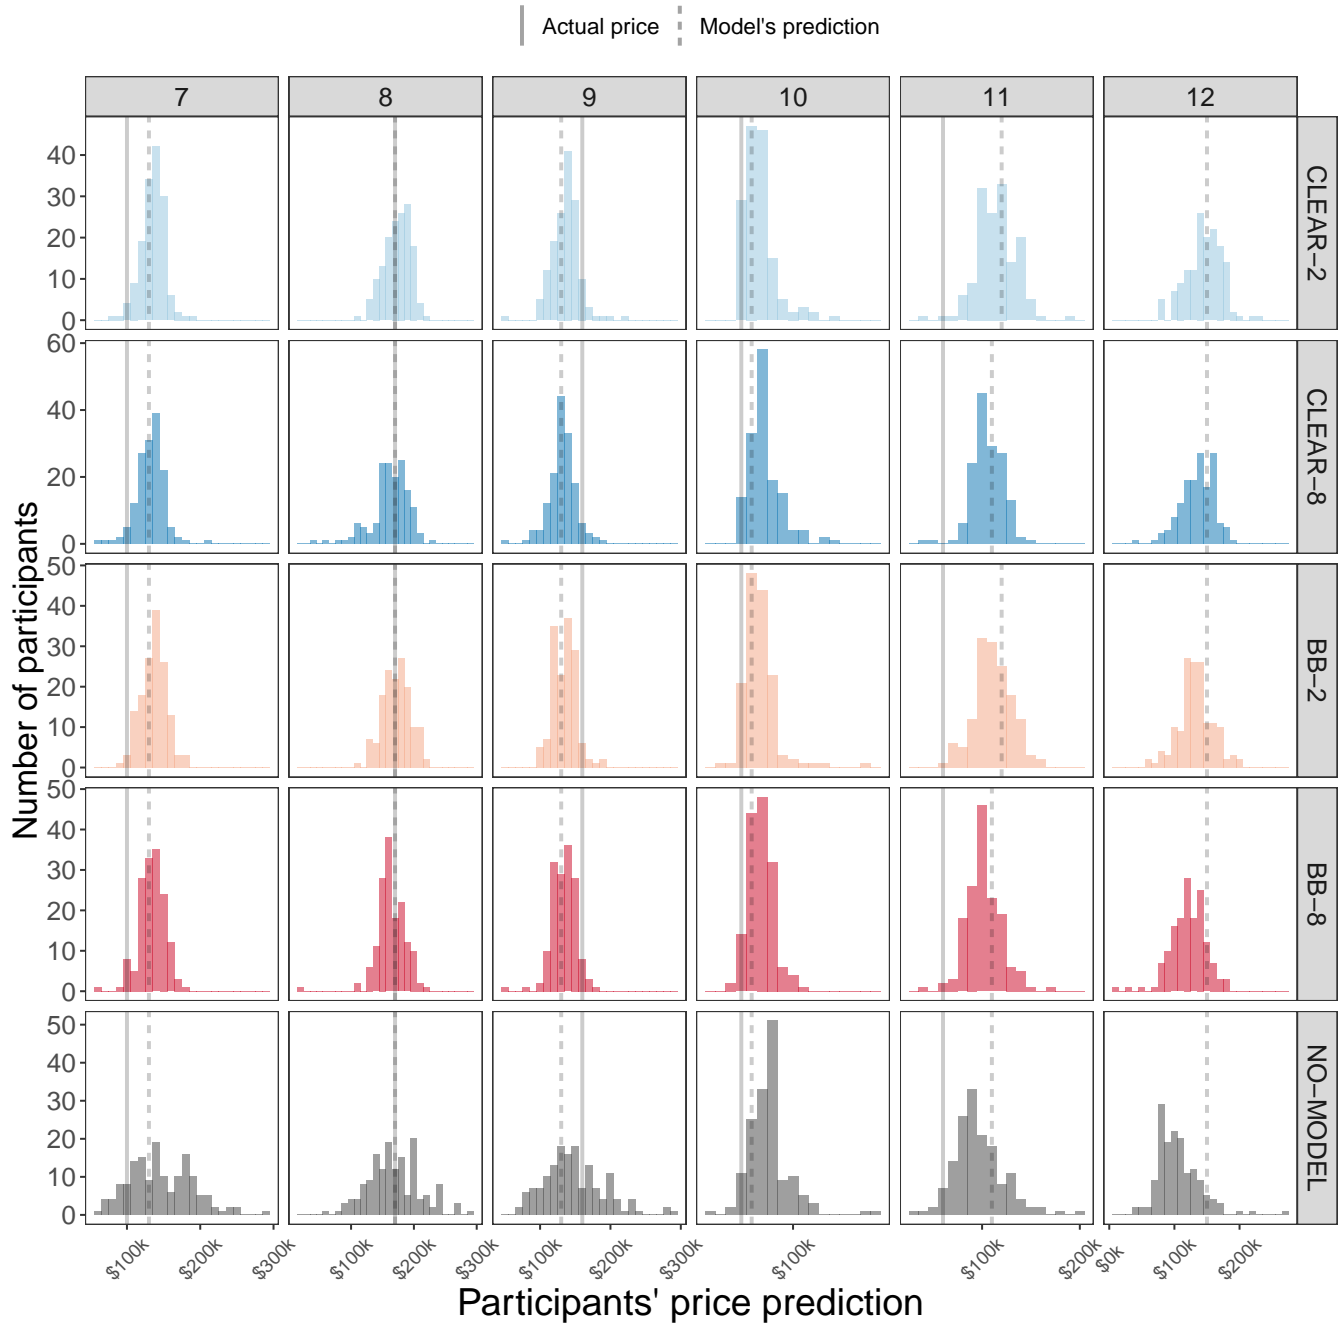 Actual price Model's prediction
7 8 9 10 11 12
CLEAR−2
40
30
20
10
0
CLEAR−8
60
40
20
0
BB−2
50
40
30
20
10
0
BB−8
50
40
30
20
10
0
NO−MODEL
50
40
30
20
10
0
Number of participants
$100k $200k $300k $100k $200k $300k $100k $200k $300k $100k $100k $200k $0k $100k $200k
Participants' price prediction